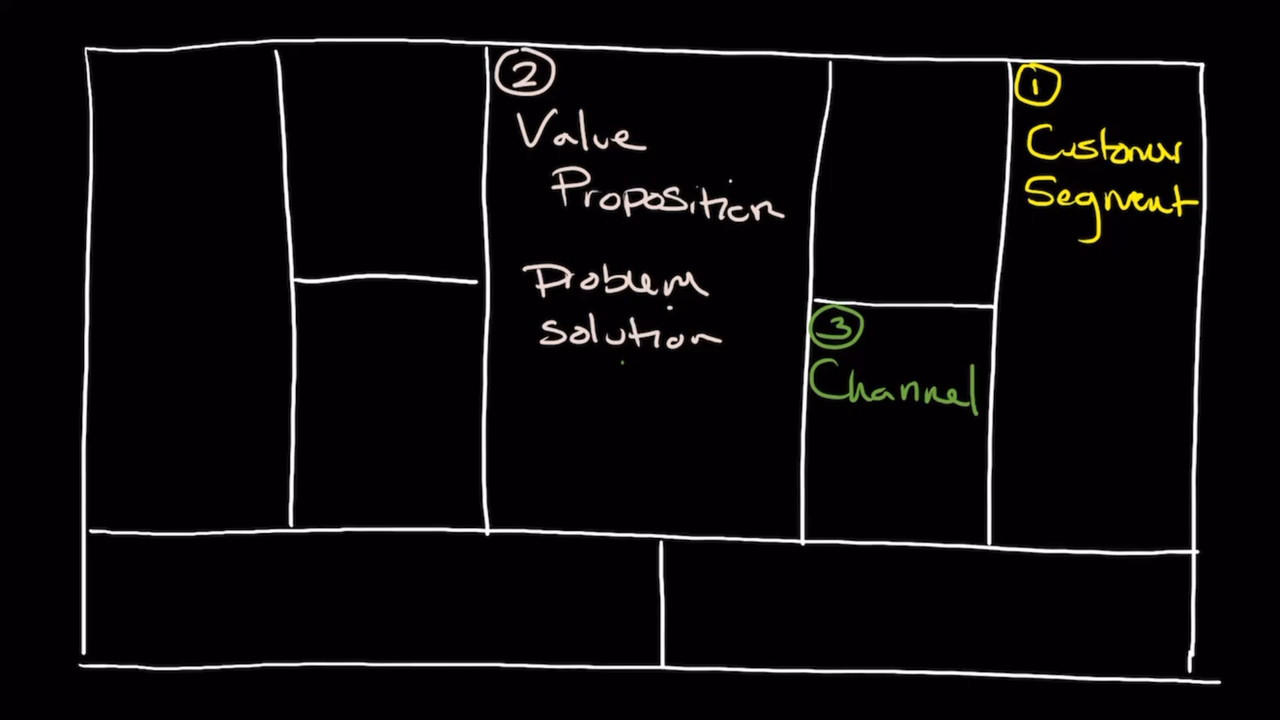 2
Value
Proposition
Problem
solution
3
Channel
1
Customer
Segment